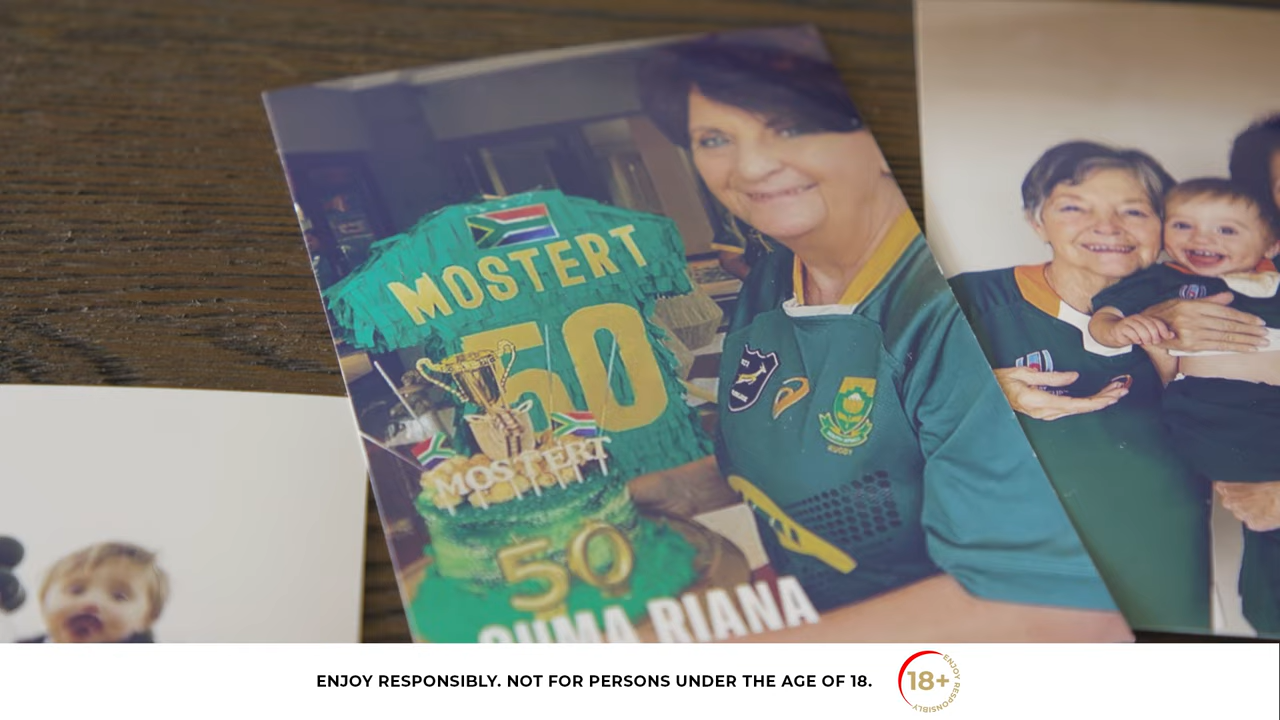 MOSTERT
50
MOSTERT
50
OUMA RIANA
RUGBY
ENJOY RESPONSIBLY. NOT FOR PERSONS UNDER THE AGE OF 18.
18+
ENJOY RESPONSIBLY